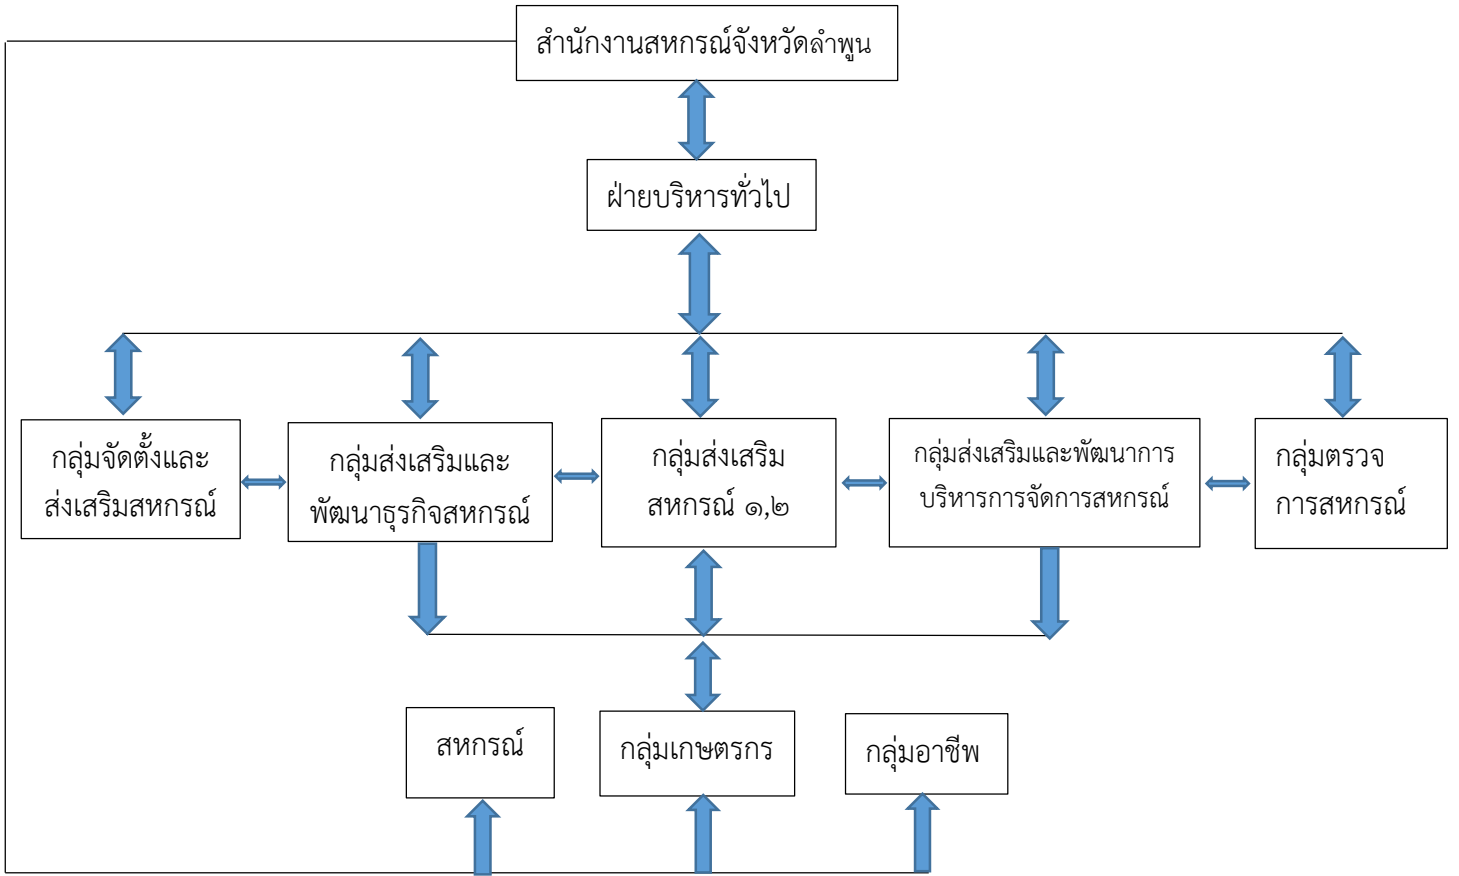 สำนักงานสหกรณ์จังหวัดลำพูน
ฝ่ายบริหารทั่วไป
กลุ่มจัดตั้งและ
ส่งเสริมสหกรณ์
กลุ่มส่งเสริมและ
พัฒนาธุรกิจสหกรณ์
กลุ่มส่งเสริม
สหกรณ์ ๑,๒
กลุ่มส่งเสริมและพัฒนาการ
บริหารการจัดการสหกรณ์
กลุ่มตรวจ
การสหกรณ์
สหกรณ์
กลุ่มเกษตรกร
กลุ่มอาชีพ